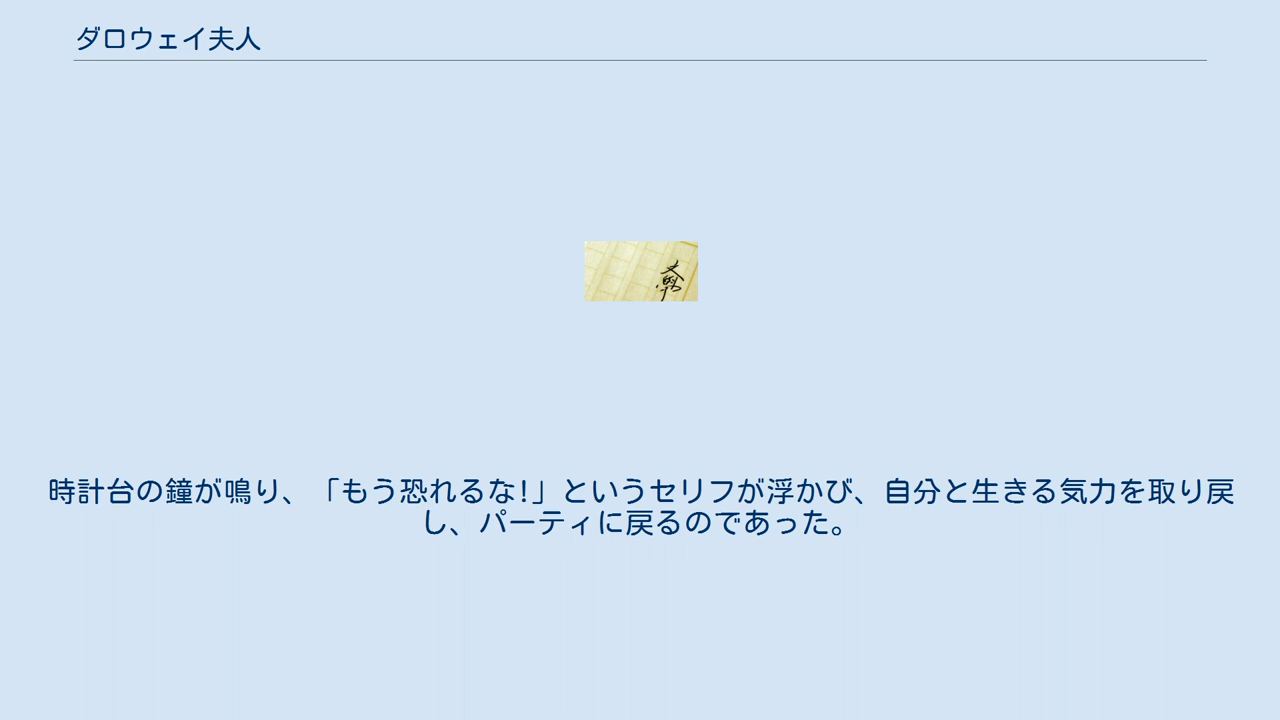 ダロウェイ夫人
時計台の鐘が鳴り、「もう恐れるな!」というセリフが浮かび、自分と生きる気力を取り戻
し、パーティに戻るのであった。